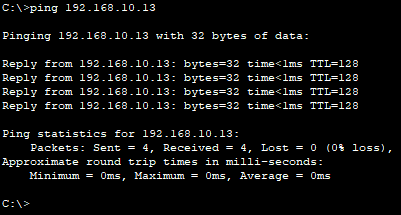 C:\>ping 192.168.10.13
Pinging 192.168.10.13 with 32 bytes of data:
Reply from 192.168.10.13: bytes=32 time<1ms TTL=128
Reply from 192.168.10.13: bytes=32 time<1ms TTL=128
Reply from 192.168.10.13: bytes=32 time<1ms TTL=128
Reply from 192.168.10.13: bytes=32 time<1ms TTL=128
Ping statistics for 192.168.10.13:
    Packets: Sent = 4, Received = 4, Lost = 0 (0% loss),
Approximate round trip times in milli-seconds:
    Minimum = 0ms, Maximum = 0ms, Average = 0ms
C:\>